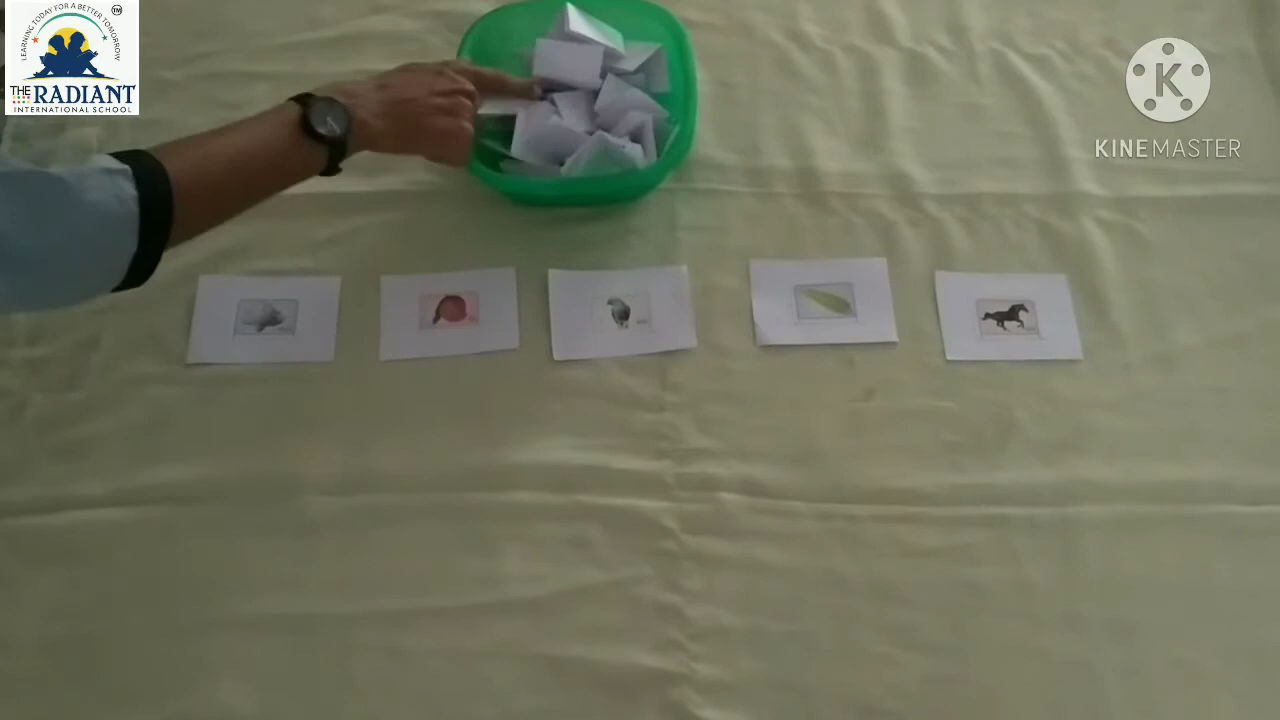 LEARNING TODAY FOR A BETTER TOMORROW
TM
THE RADIANT
INTERNATIONAL SCHOOL
K
KINEMASTER